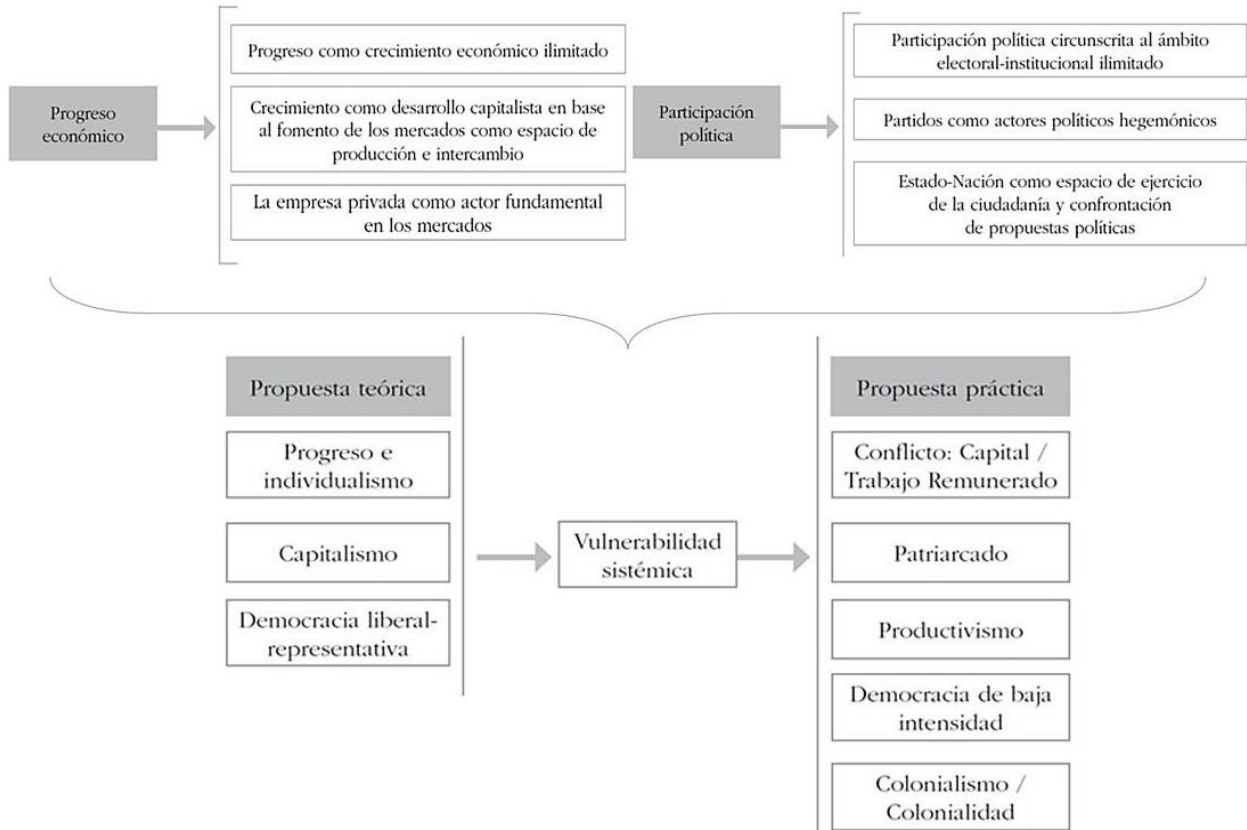 Progreso
económico
Progreso como crecimiento económico ilimitado
Crecimiento como desarrollo capitalista en base
al fomento de los mercados como espacio de
producción e intercambio
La empresa privada como actor fundamental
en los mercados
Participación
política
Participación política circunscrita al ámbito
electoral-institucional ilimitado
Partidos como actores políticos hegemónicos
Estado-Nación como espacio de ejercicio
de la ciudadanía y confrontación
de propuestas políticas
Propuesta teórica
Progreso e
individualismo
Capitalismo
Democracia liberal-
representativa
Vulnerabilidad
sistémica
Propuesta práctica
Conflicto: Capital /
Trabajo Remunerado
Patriarcado
Productivismo
Democracia de baja
intensidad
Colonialismo /
Colonialidad